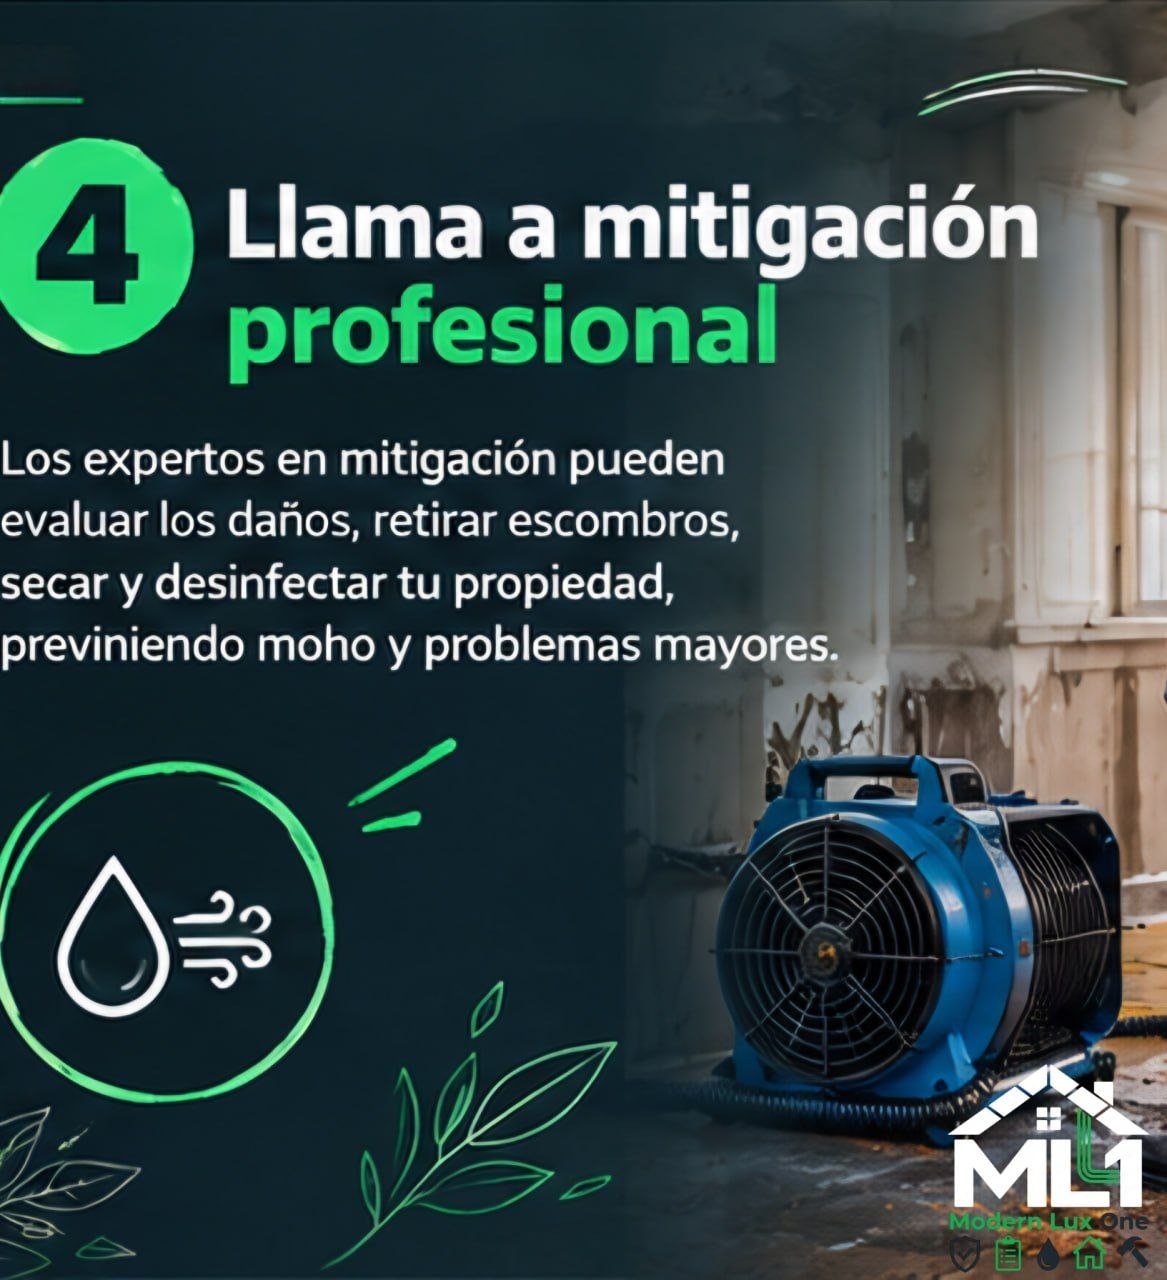 4
Llama a mitigación
profesional
Los expertos en mitigación pueden
evaluar los daños, retirar escombros,
secar y desinfectar tu propiedad,
previniendo moho y problemas mayores.
ML1
Modern Lux One